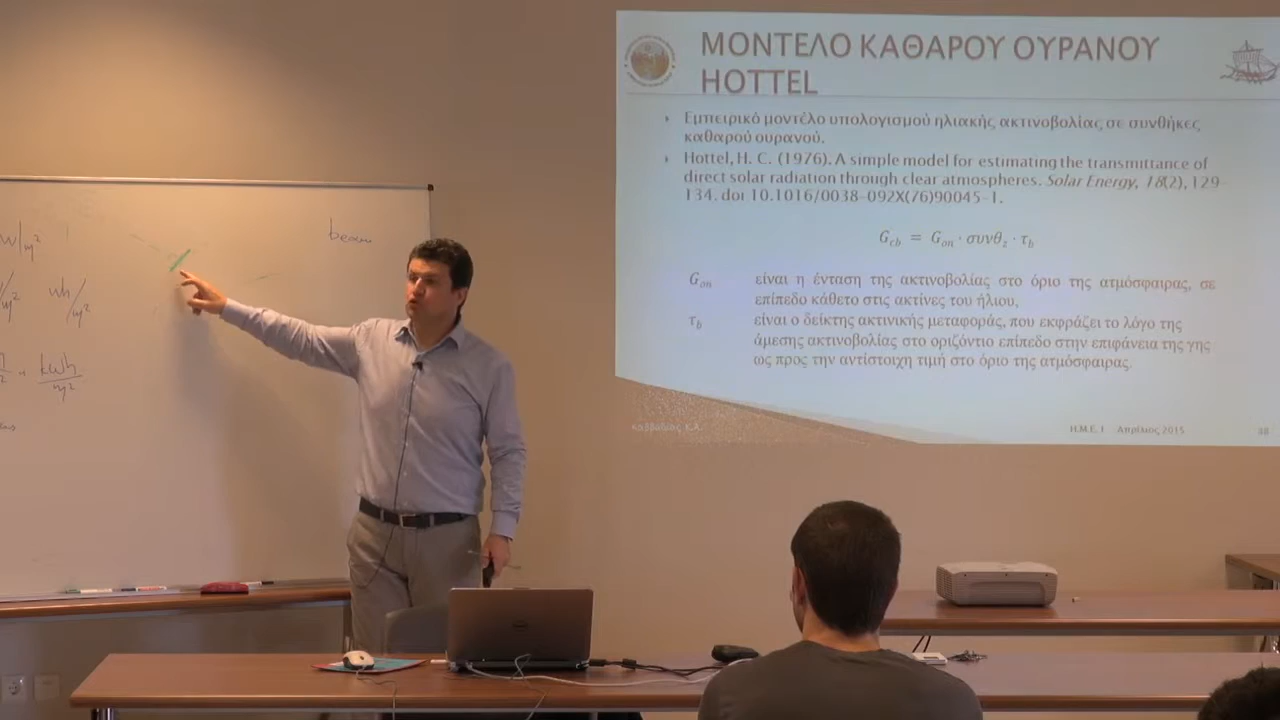 W/m²
Wh/m²
kWh/m²
beam
ΜΟΝΤΕΛΟ ΚΑΘΑΡΟΥ ΟΥΡΑΝΟΥ
HOTTEL
Εμπειρικό μοντέλο υπολογισμού ηλιακής ακτινοβολίας σε συνθήκες
καθαρού ουρανού.
Hottel, H. C. (1976). A simple model for estimating the transmittance of
direct solar radiation through clear atmospheres. Solar Energy, 18(2), 129-
134. doi 10.1016/0038-092X(76)90045-1.
G_cb = G_on · συνθ_z · τ_b
G_on είναι η ένταση της ακτινοβολίας στο όριο της ατμόσφαιρας, σε
επίπεδο κάθετο στις ακτίνες του ήλιου,
τ_b είναι ο δείκτης ακτινικής μεταφοράς, που εκφράζει το λόγο της
άμεσης ακτινοβολίας στο οριζόντιο επίπεδο στην επιφάνεια της γης
ως προς την αντίστοιχη τιμή στο όριο της ατμόσφαιρας.
Καββαδίας Κ.Α.
Η.Μ.Ε. Ι Απρίλιος 2015